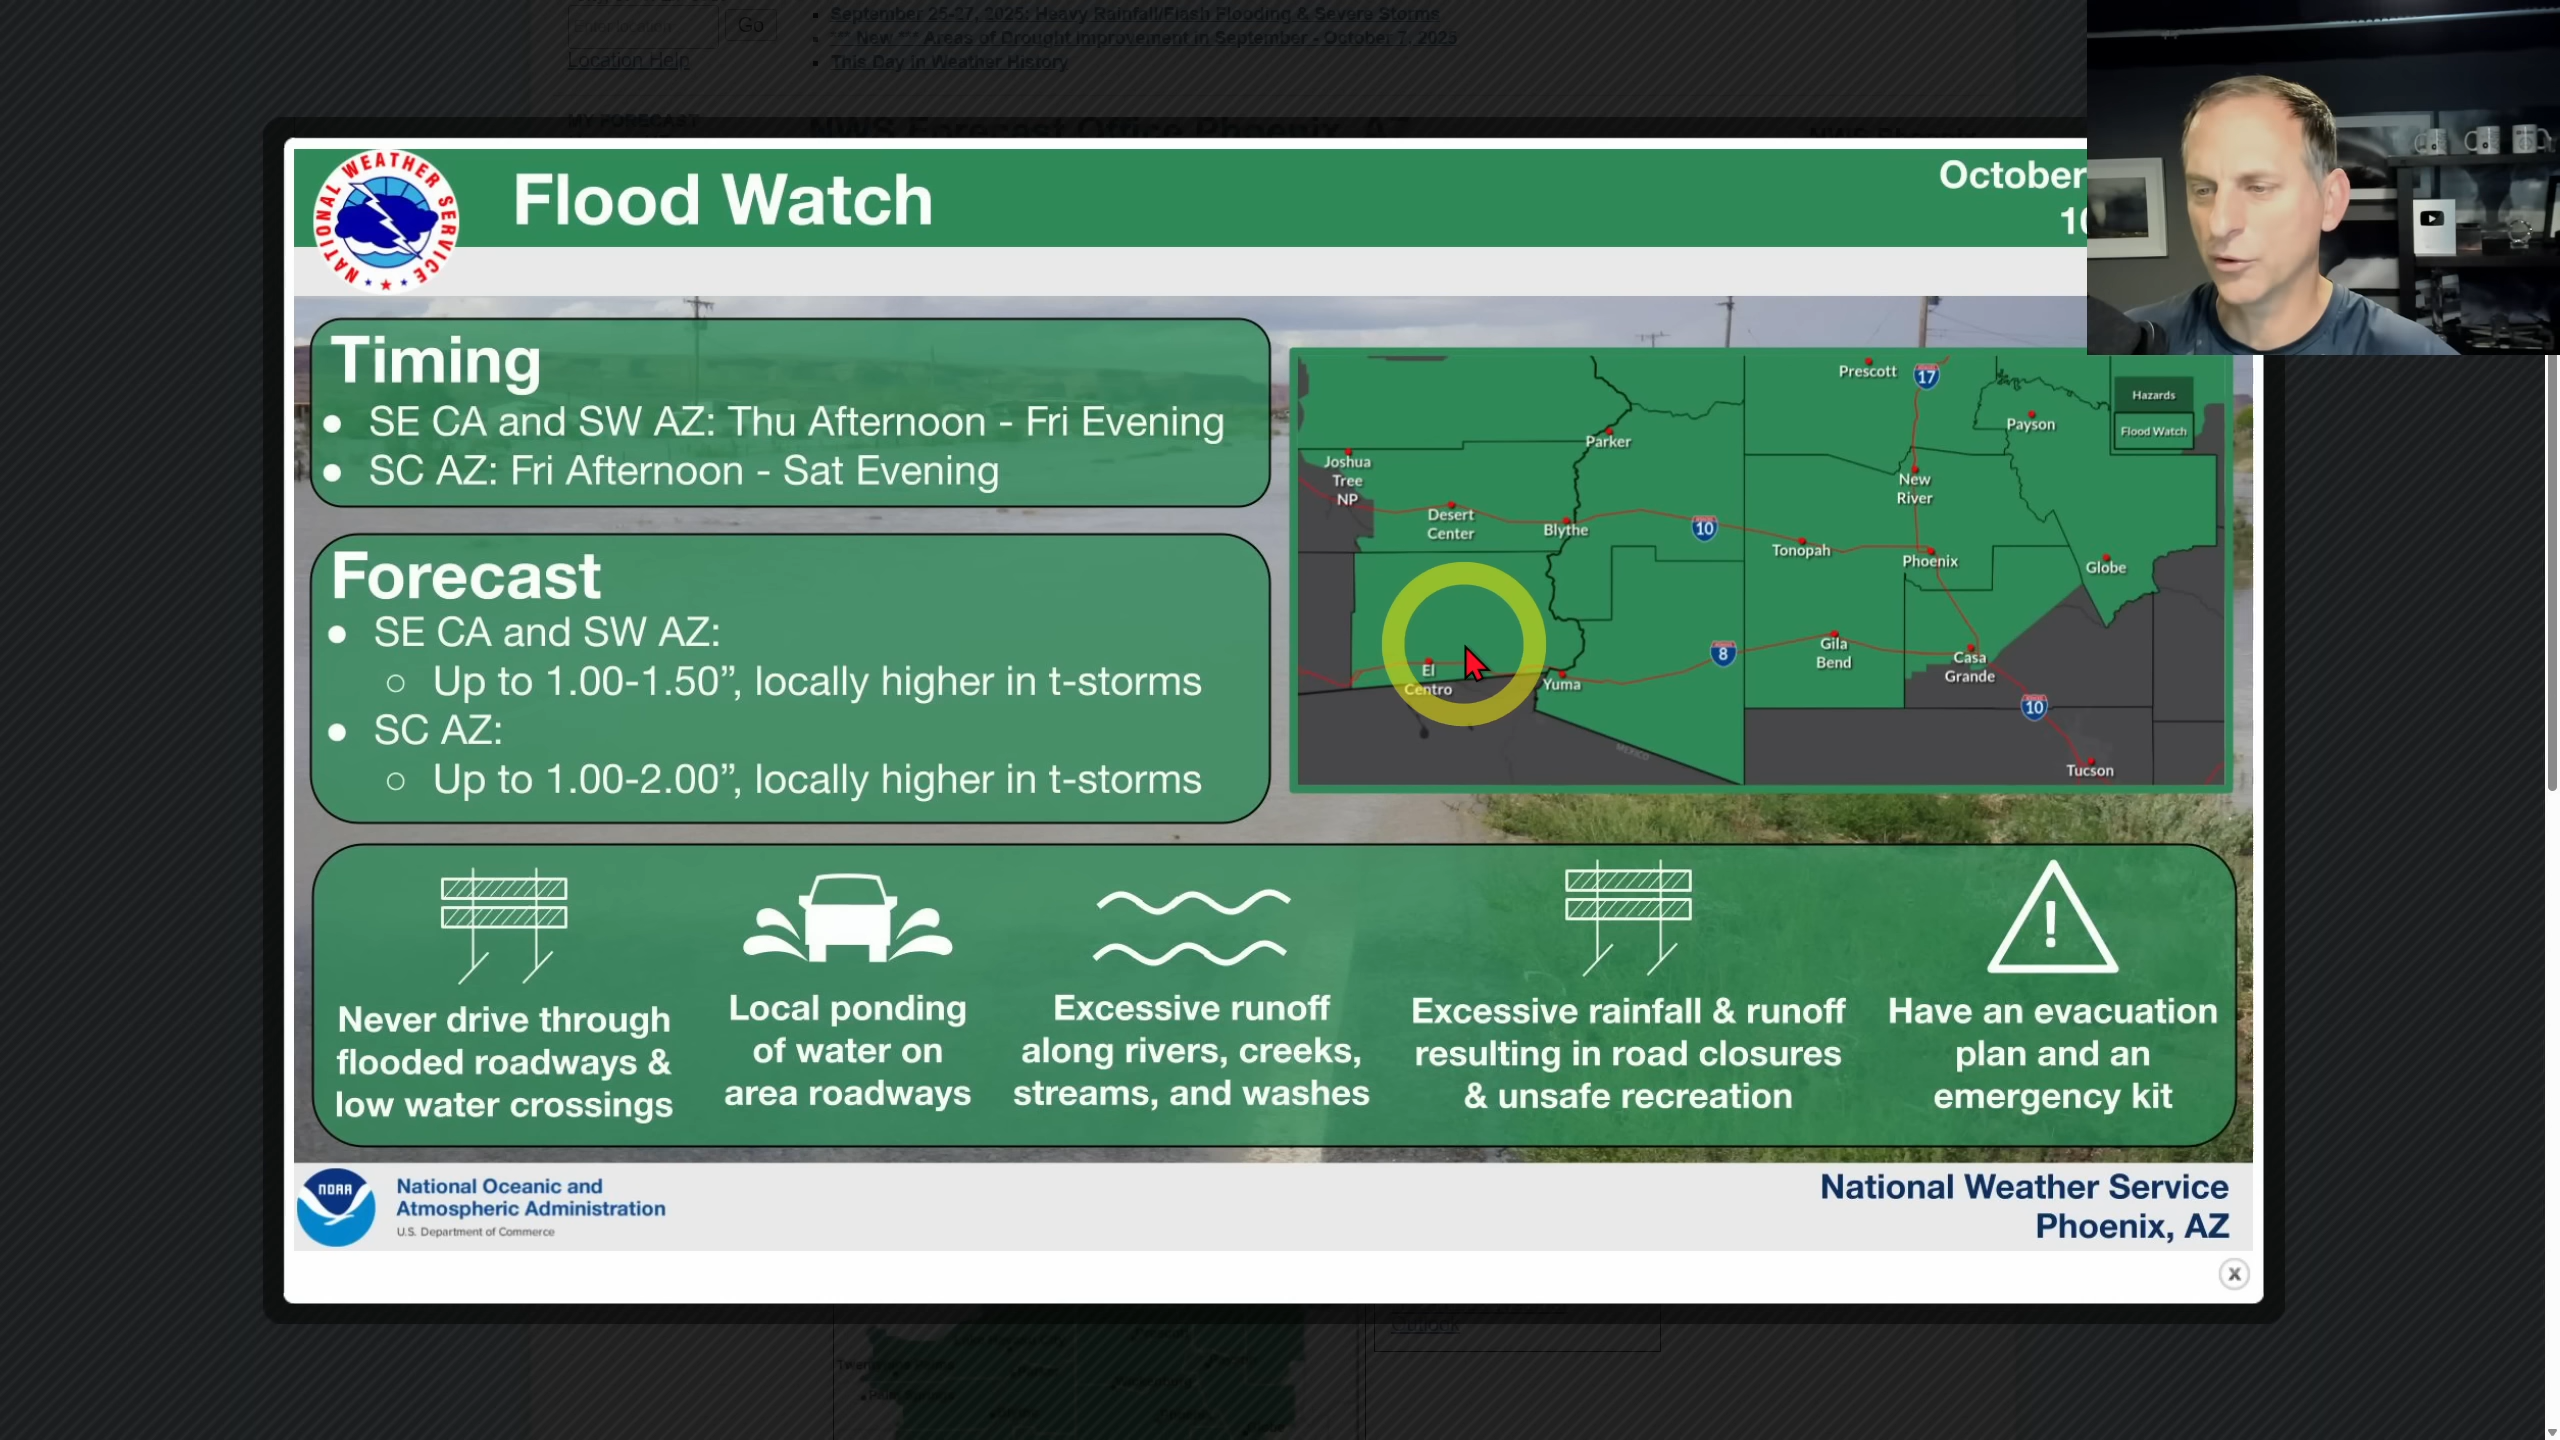 Go
September 25-27, 2025: Heavy Rainfall/Flash Flooding & Severe Storms
*** New *** Areas of Drought Improvement in September - October 7, 2025
Location Help
This Day in Weather History
MY FORECAST
NWS Forecast Office Phoenix, AZ
NATIONAL WEATHER SERVICE
Flood Watch
October
Timing
● SE CA and SW AZ: Thu Afternoon - Fri Evening
● SC AZ: Fri Afternoon - Sat Evening
Forecast
● SE CA and SW AZ:
○ Up to 1.00-1.50”, locally higher in t-storms
● SC AZ:
○ Up to 1.00-2.00”, locally higher in t-storms
Prescott
17
Hazards
Flood Watch
Payson
Parker
Joshua
Tree
NP
New
River
Desert
Center
Blythe
10
Tonopah
Phoenix
Globe
El
Centro
Yuma
8
Gila
Bend
Casa
Grande
10
MEXICO
Tucson
Never drive through
flooded roadways &
low water crossings
Local ponding
of water on
area roadways
Excessive runoff
along rivers, creeks,
streams, and washes
Excessive rainfall & runoff
resulting in road closures
& unsafe recreation
!
Have an evacuation
plan and an
emergency kit
NOAA
National Oceanic and
Atmospheric Administration
U.S. Department of Commerce
National Weather Service
Phoenix, AZ
X